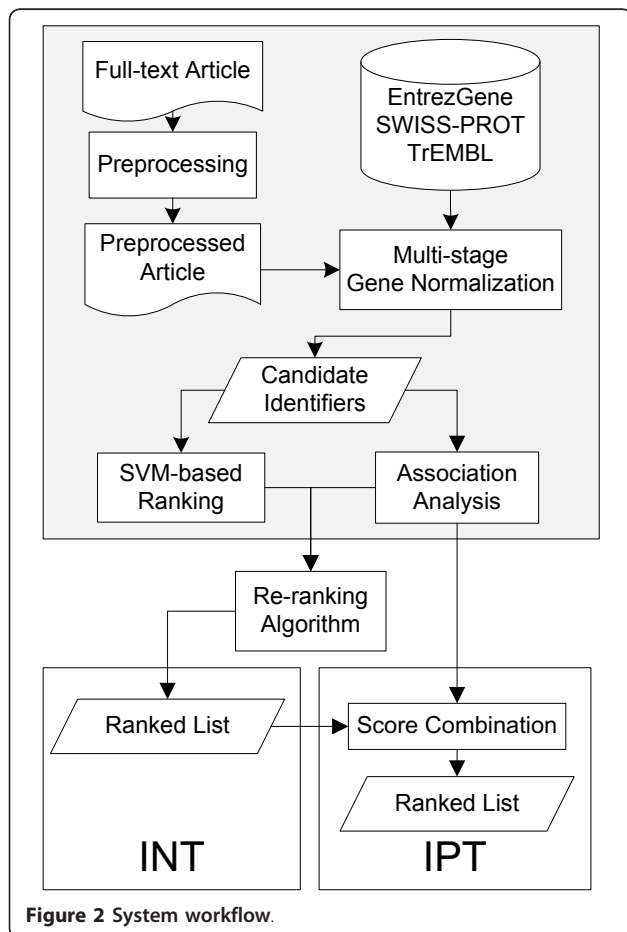 Full-text Article
EntrezGene
SWISS-PROT
TrEMBL
Preprocessing
Preprocessed
Article
Multi-stage
Gene Normalization
Candidate
Identifiers
SVM-based
Ranking
Association
Analysis
Re-ranking
Algorithm
Ranked List
Score Combination
Ranked List
INT
IPT
Figure 2 System workflow.